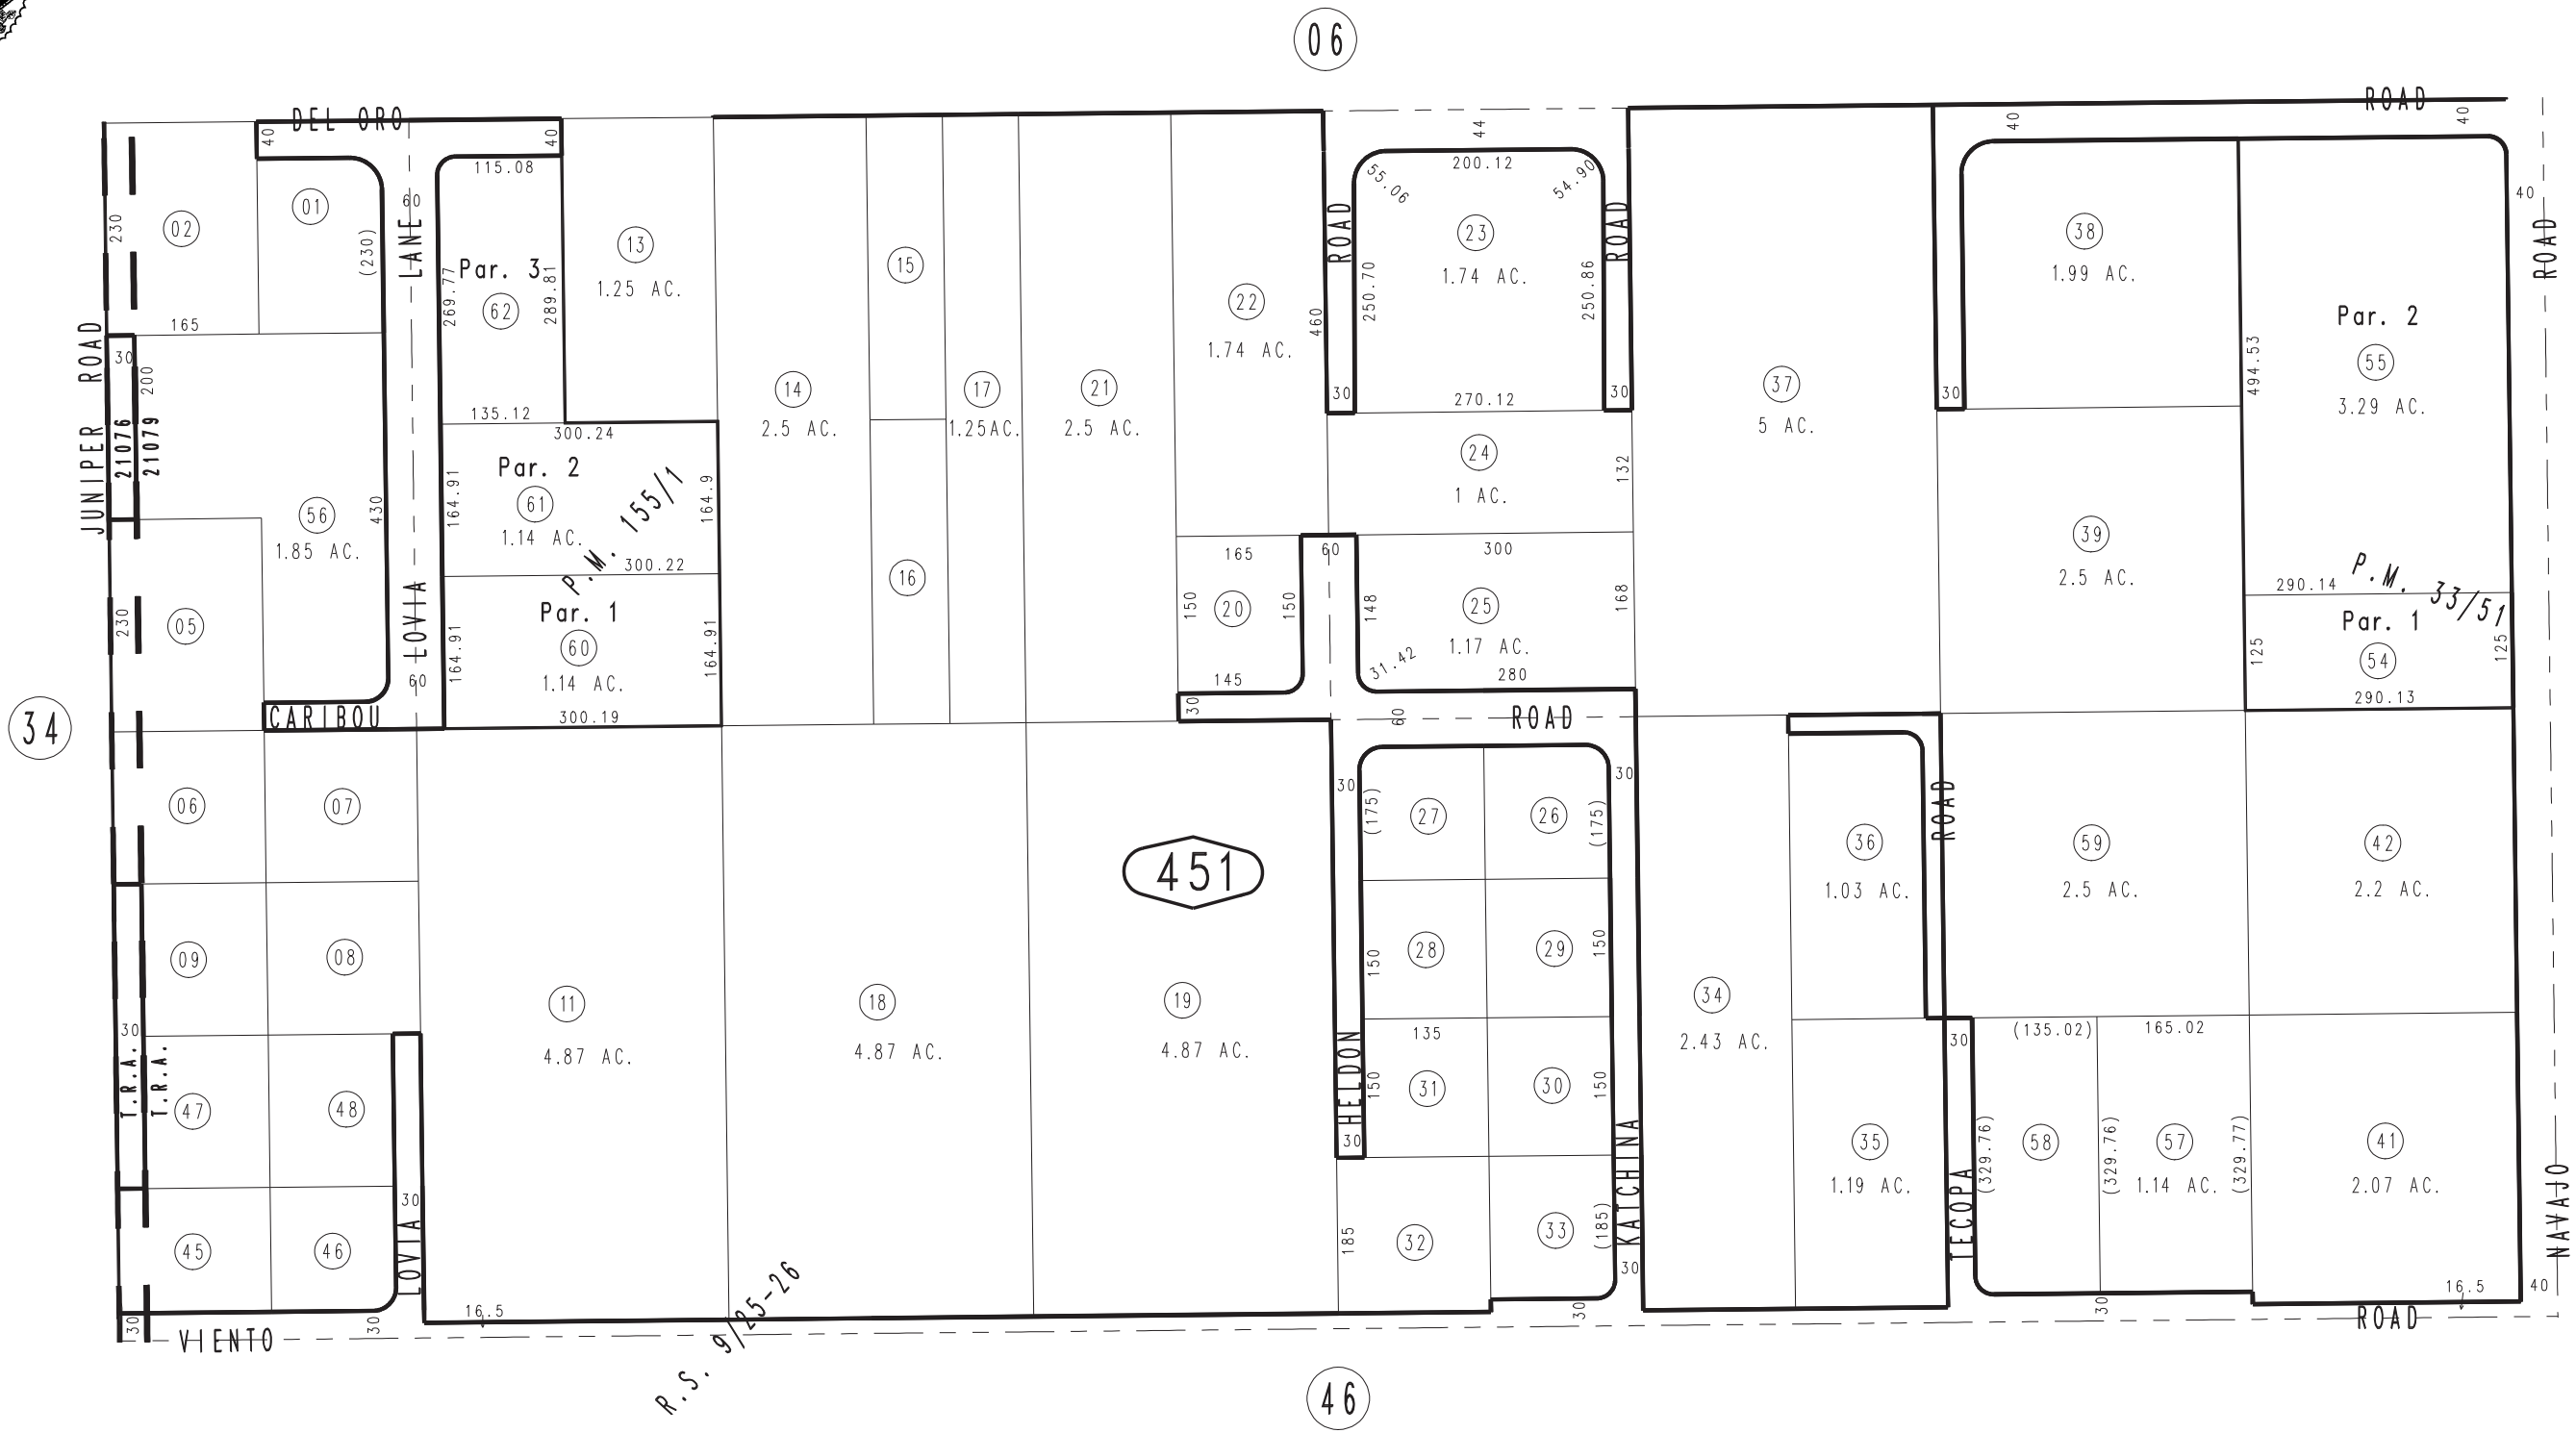 06
DEL ORO
ROAD
40
40
44
40
40
115.08
200.12
55.06
54.90
40
02
01
60
230
(230)
LANE
Par. 3
269.77
289.81
62
13
1.25 AC.
15
22
1.74 AC.
460
ROAD
250.70
23
1.74 AC.
250.86
ROAD
38
1.99 AC.
ROAD
165
30
200
JUNIPER ROAD
21076
21079
135.12
300.24
14
2.5 AC.
17
1.25AC.
21
2.5 AC.
30
270.12
30
37
5 AC.
30
494.53
Par. 2
55
3.29 AC.
56
1.85 AC.
430
Par. 2
61
1.14 AC.
164.91
164.9
P.M. 155/1
300.22
24
1 AC.
132
165
60
300
39
2.5 AC.
P.M. 33/51
290.14
16
150
20
150
148
25
1.17 AC.
168
31.42
05
230
LOVIA
60
Par. 1
60
1.14 AC.
164.91
164.91
300.19
145
280
Par. 1
54
125
125
290.13
34
CARIBOU
30
60
ROAD
06
07
451
30
(175)
27
26
(175)
30
36
1.03 AC.
ROAD
59
2.5 AC.
42
2.2 AC.
09
08
11
4.87 AC.
18
4.87 AC.
19
4.87 AC.
150
28
29
150
34
2.43 AC.
30
T.R.A.
T.R.A.
47
48
HELDON
135
150
31
30
150
30
30
(135.02)
165.02
35
1.19 AC.
TECOPA
(329.76)
58
(329.76)
57
1.14 AC.
(329.77)
41
2.07 AC.
NAVAJO
45
46
30
LOVIA
185
32
33
(185)
KATCHINA
30
16.5
16.5
40
30
VIENTO
30
R.S. 9/25-26
30
30
ROAD
46